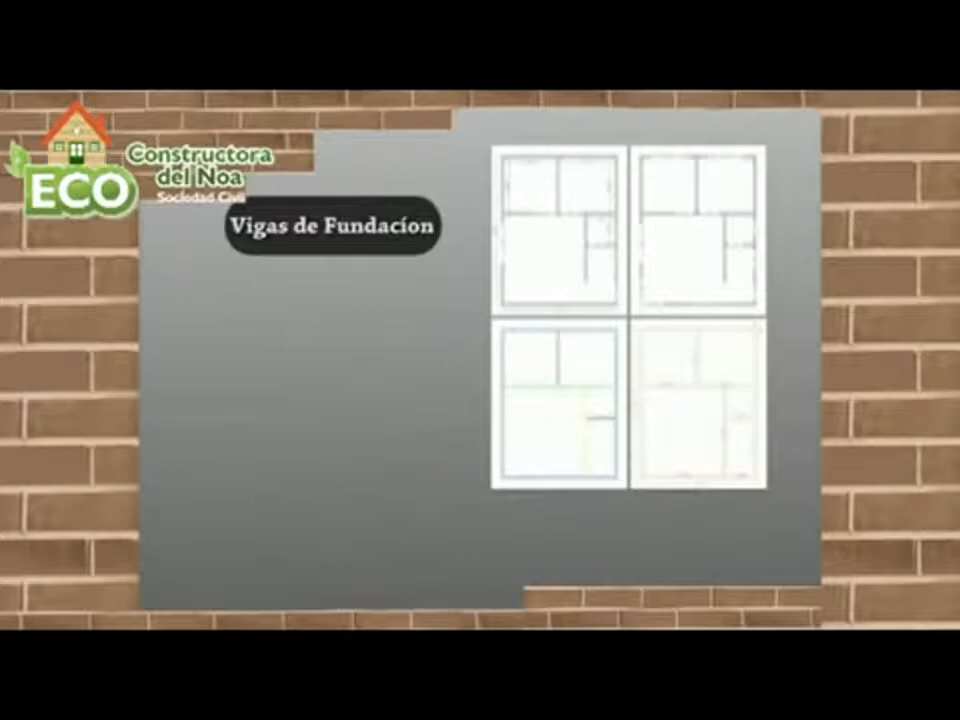 ECO
Constructora
del Noa
Sociedad Civil
Vigas de Fundacíon